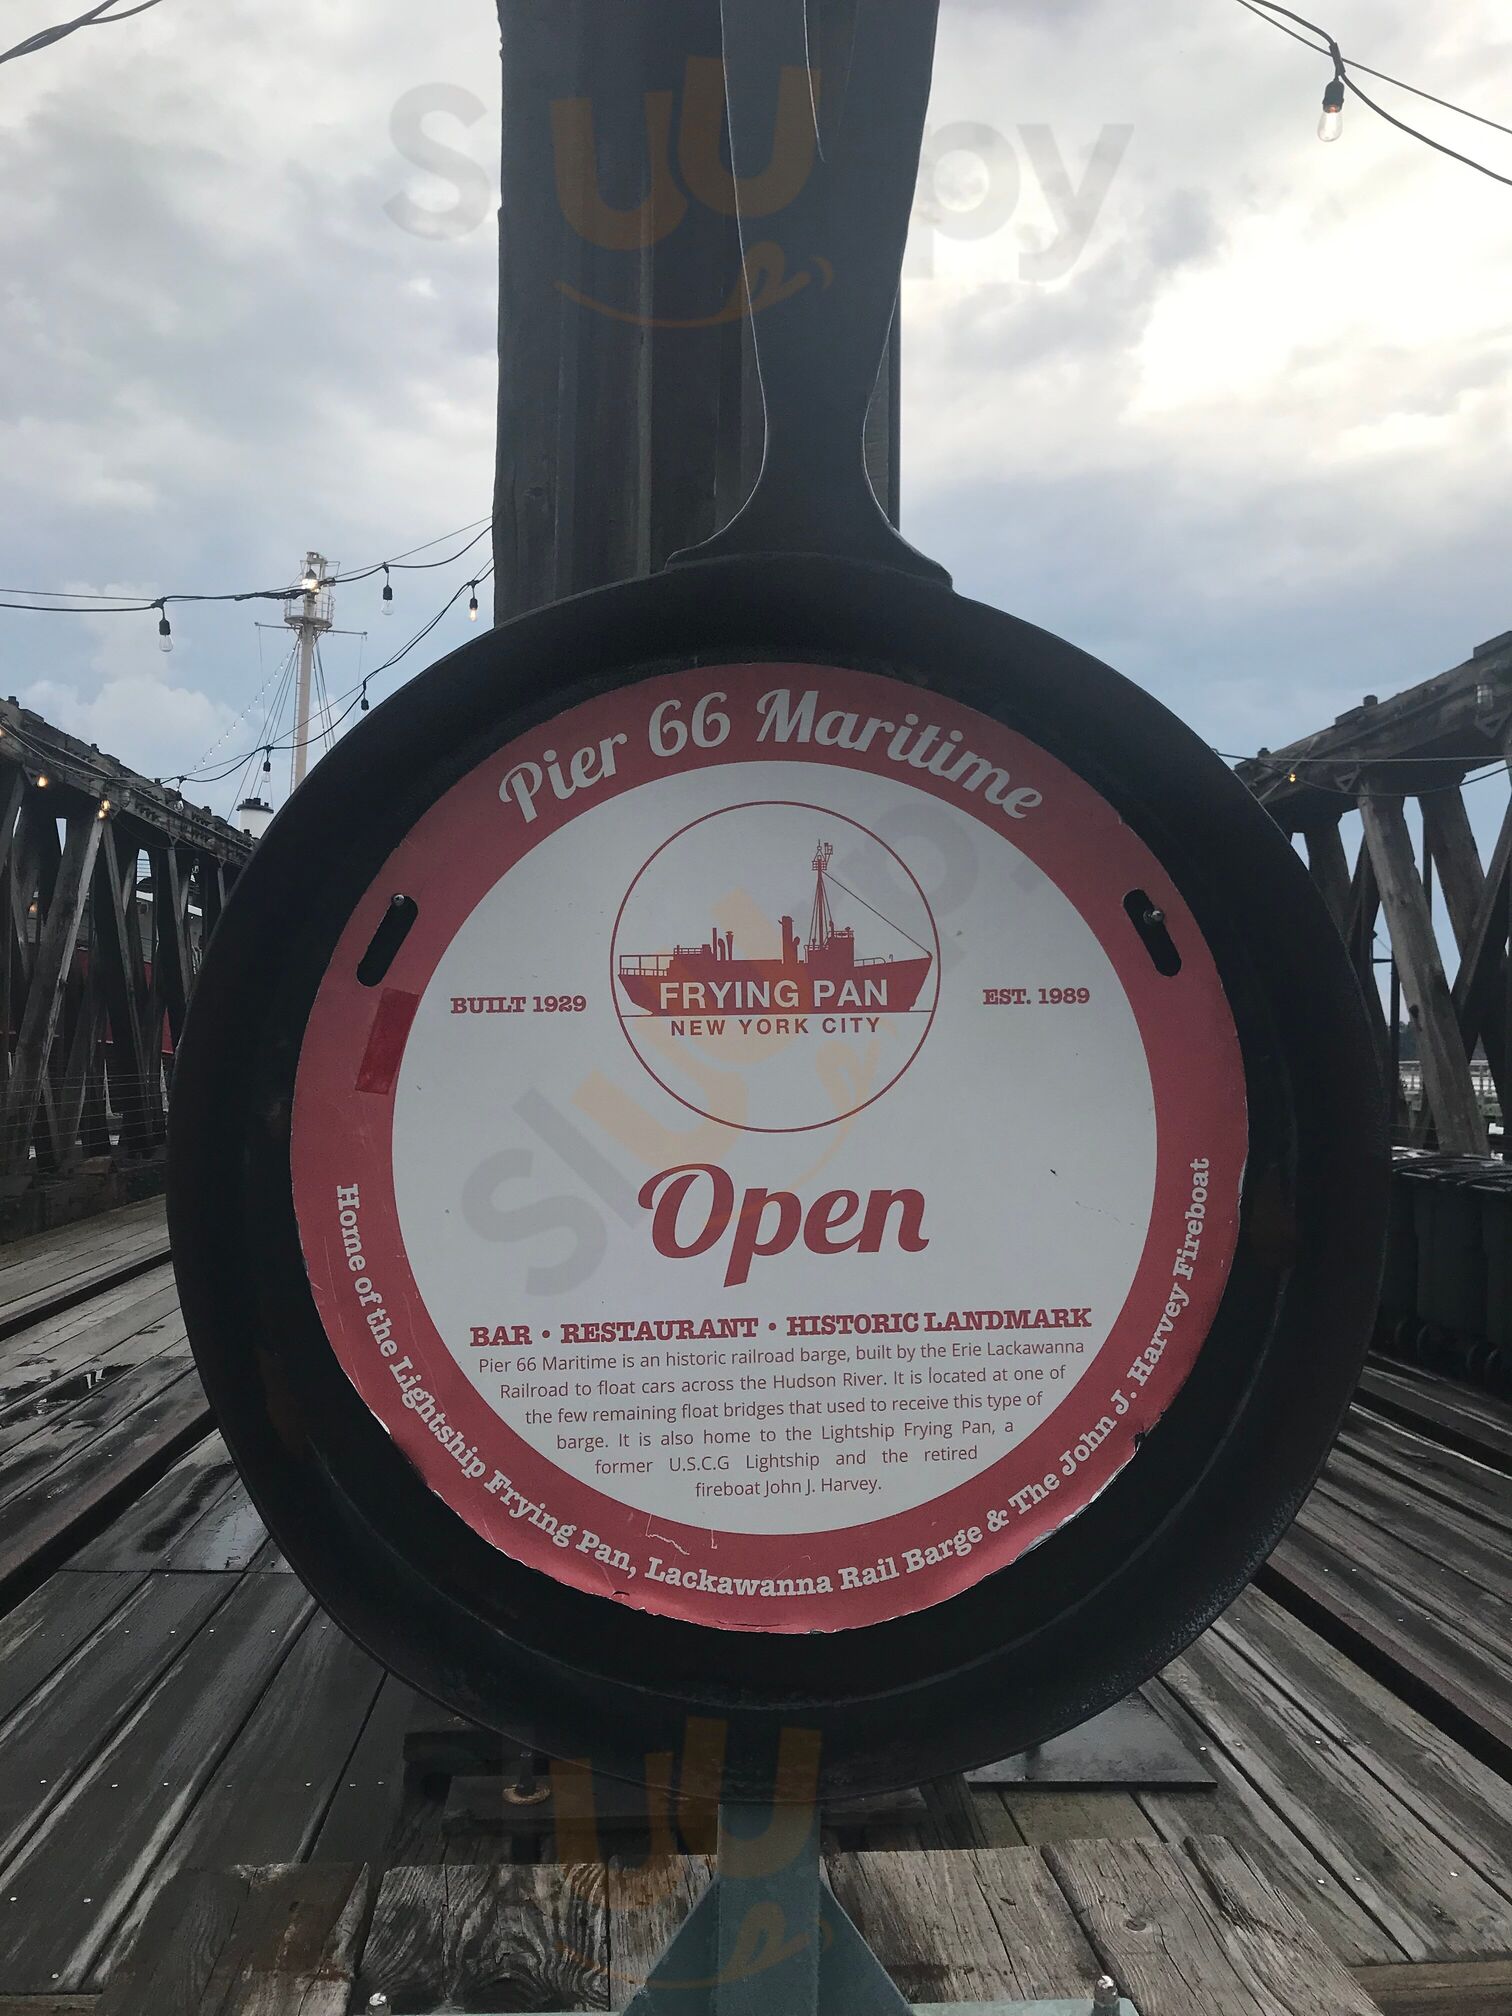 Pier 66 Maritime
BUILT 1929
FRYING PAN
NEW YORK CITY
EST. 1989
Open
BAR • RESTAURANT • HISTORIC LANDMARK
Pier 66 Maritime is an historic railroad barge, built by the Erie Lackawanna
Railroad to float cars across the Hudson River. It is located at one of
the few remaining float bridges that used to receive this type of
barge. It is also home to the Lightship Frying Pan, a
former U.S.C.G Lightship and the retired
fireboat John J. Harvey.
Home of the Lightship Frying Pan, Lackawanna Rail Barge & The John J. Harvey Fireboat